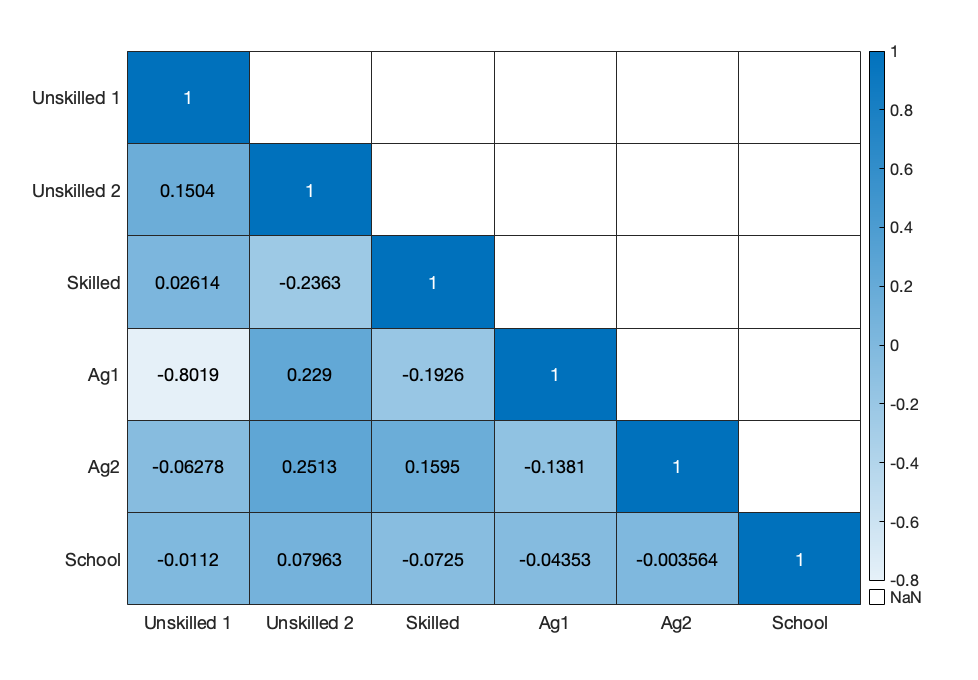 Unskilled 1 1
Unskilled 2 0.1504 1
Skilled 0.02614 -0.2363 1
Ag1 -0.8019 0.229 -0.1926 1
Ag2 -0.06278 0.2513 0.1595 -0.1381 1
School -0.0112 0.07963 -0.0725 -0.04353 -0.003564 1
Unskilled 1 Unskilled 2 Skilled Ag1 Ag2 School
1
0.8
0.6
0.4
0.2
0
-0.2
-0.4
-0.6
-0.8
NaN